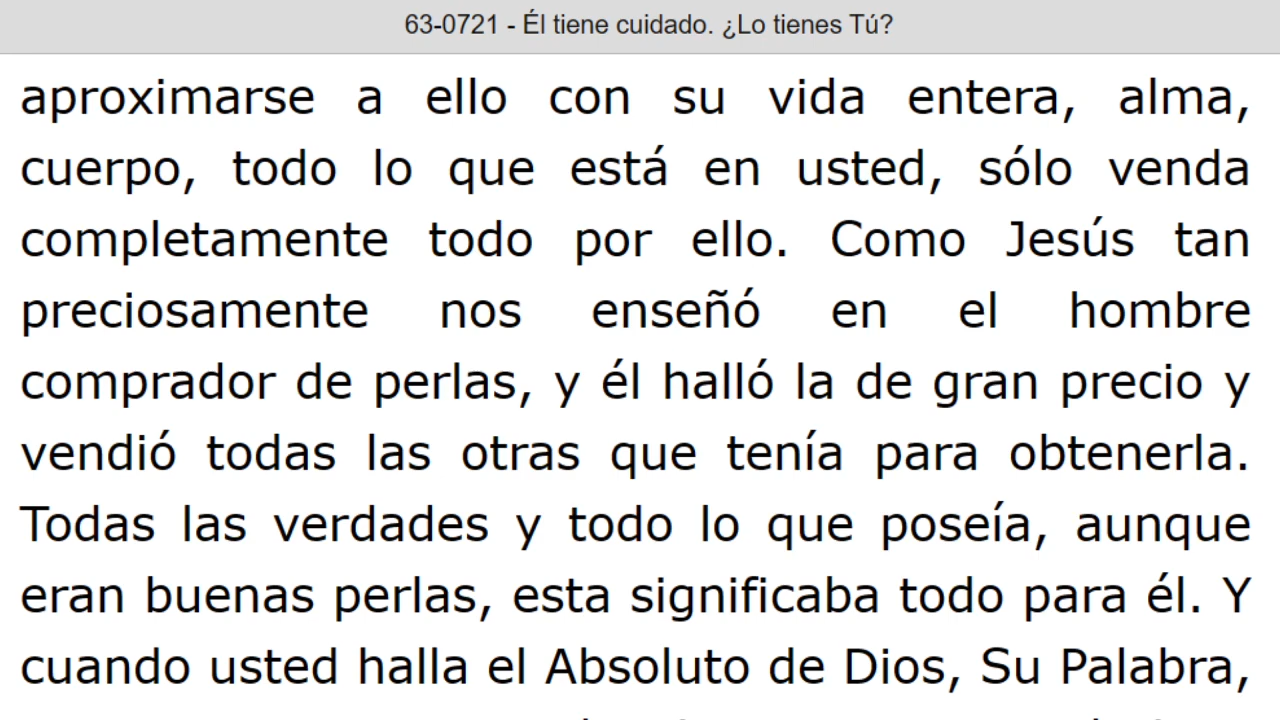 63-0721 - Él tiene cuidado. ¿Lo tienes Tú?
aproximarse a ello con su vida entera, alma,
cuerpo, todo lo que está en usted, sólo venda
completamente todo por ello. Como Jesús tan
preciosamente nos enseñó en el hombre
comprador de perlas, y él halló la de gran precio y
vendió todas las otras que tenía para obtenerla.
Todas las verdades y todo lo que poseía, aunque
eran buenas perlas, esta significaba todo para él. Y
cuando usted halla el Absoluto de Dios, Su Palabra,